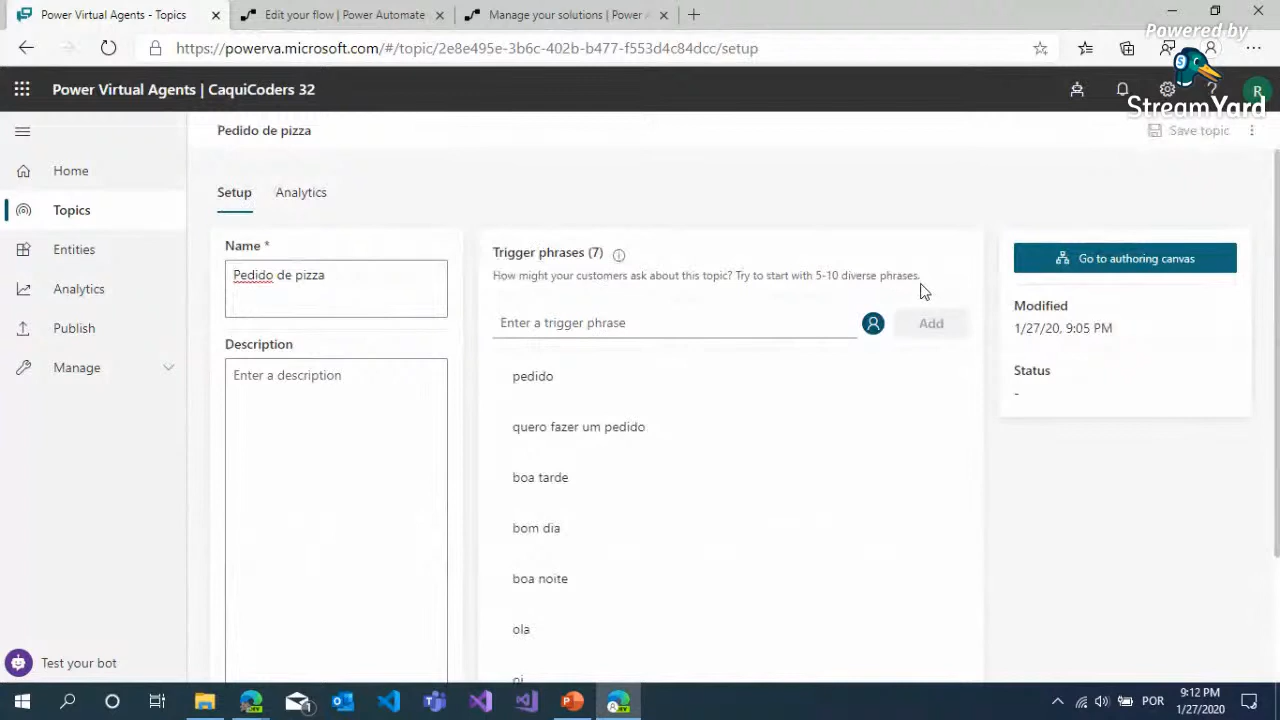 Power Virtual Agents - Topics
Edit your flow | Power Automate
Manage your solutions | Power A
https://powerva.microsoft.com/#/topic/2e8e495e-3b6c-402b-b477-f553d4c84dcc/setup
Powered by
StreamYard
Power Virtual Agents | CaquiCoders 32
R
Pedido de pizza
Save topic
Home
Topics
Entities
Analytics
Publish
Manage
Test your bot
Setup
Analytics
Name *
Pedido de pizza
Description
Enter a description
Trigger phrases (7)
How might your customers ask about this topic? Try to start with 5-10 diverse phrases.
Enter a trigger phrase
Add
pedido
quero fazer um pedido
boa tarde
bom dia
boa noite
ola
oi
Go to authoring canvas
Modified
1/27/20, 9:05 PM
Status
-
POR
9:12 PM
1/27/2020